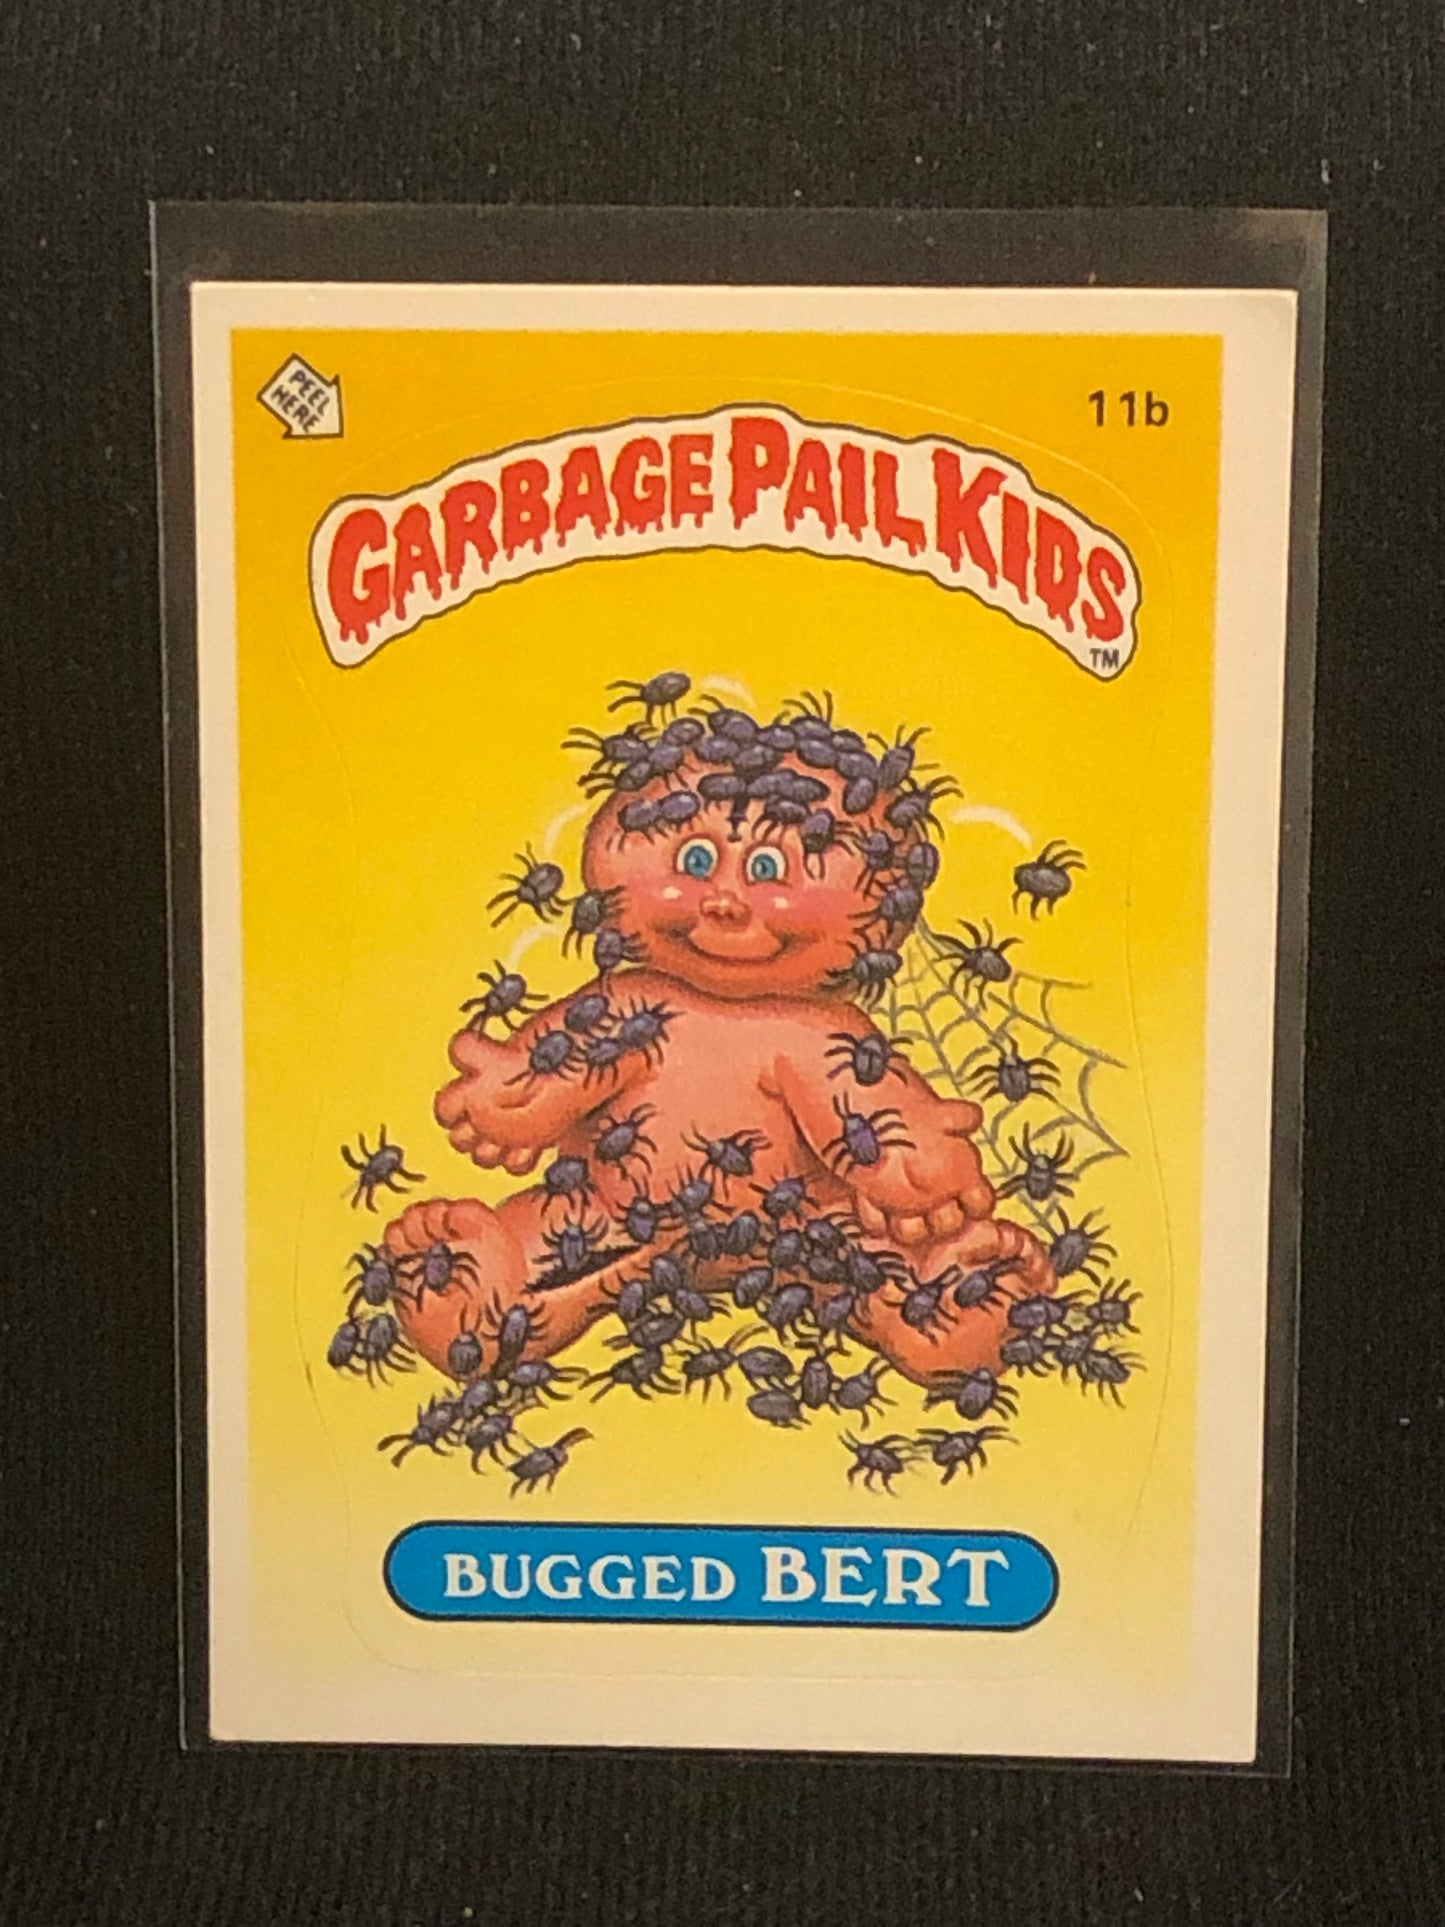 PEEL
HERE
11b
GARBAGE PAIL KIDS
TM
BUGGED BERT